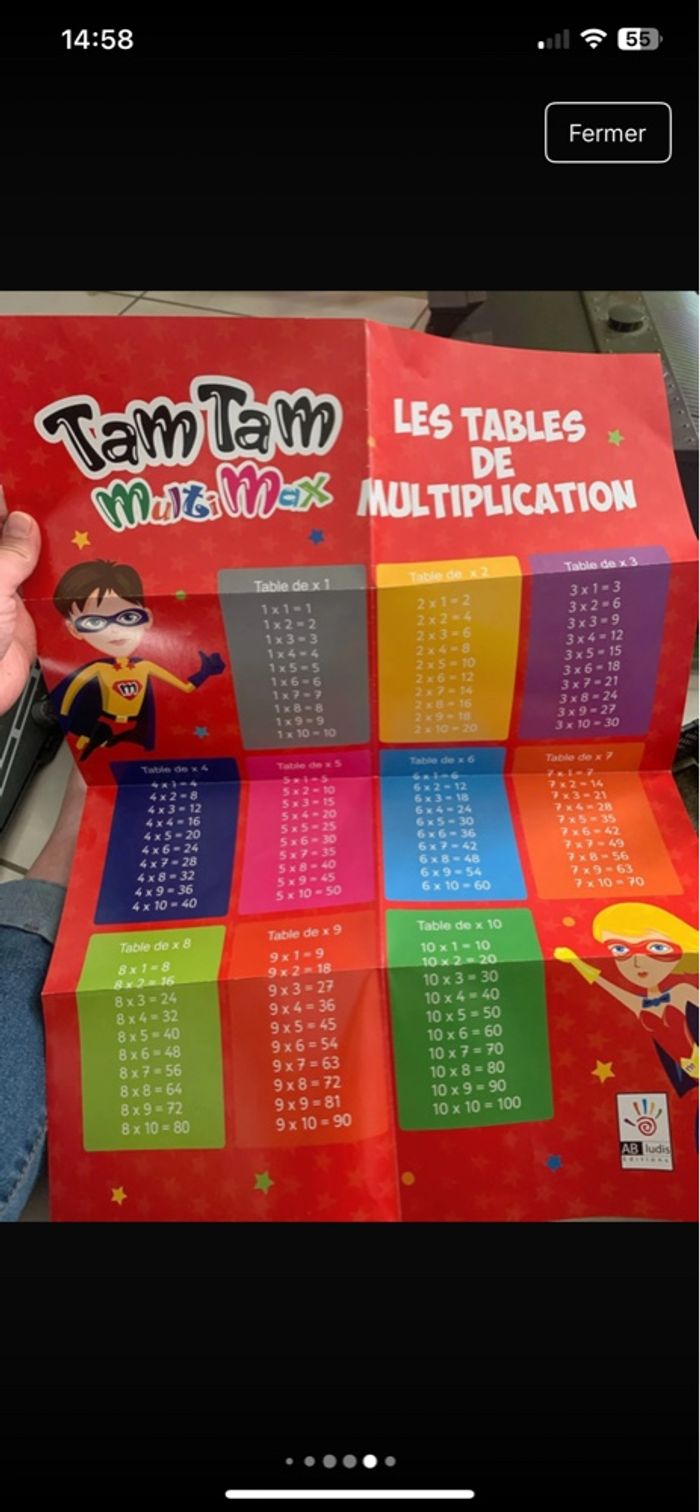 14:58
55
Fermer
Tam Tam
MultiMax
LES TABLES
DE
MULTIPLICATION
Table de x 1
1 x 1 = 1
1 x 2 = 2
1 x 3 = 3
1 x 4 = 4
1 x 5 = 5
1 x 6 = 6
1 x 7 = 7
1 x 8 = 8
1 x 9 = 9
1 x 10 = 10
Table de x 2
2 x 1 = 2
2 x 2 = 4
2 x 3 = 6
2 x 4 = 8
2 x 5 = 10
2 x 6 = 12
2 x 7 = 14
2 x 8 = 16
2 x 9 = 18
2 x 10 = 20
Table de x 3
3 x 1 = 3
3 x 2 = 6
3 x 3 = 9
3 x 4 = 12
3 x 5 = 15
3 x 6 = 18
3 x 7 = 21
3 x 8 = 24
3 x 9 = 27
3 x 10 = 30
Table de x 4
4 x 1 = 4
4 x 2 = 8
4 x 3 = 12
4 x 4 = 16
4 x 5 = 20
4 x 6 = 24
4 x 7 = 28
4 x 8 = 32
4 x 9 = 36
4 x 10 = 40
Table de x 5
5 x 1 = 5
5 x 2 = 10
5 x 3 = 15
5 x 4 = 20
5 x 5 = 25
5 x 6 = 30
5 x 7 = 35
5 x 8 = 40
5 x 9 = 45
5 x 10 = 50
Table de x 6
6 x 1 = 6
6 x 2 = 12
6 x 3 = 18
6 x 4 = 24
6 x 5 = 30
6 x 6 = 36
6 x 7 = 42
6 x 8 = 48
6 x 9 = 54
6 x 10 = 60
Table de x 7
7 x 1 = 7
7 x 2 = 14
7 x 3 = 21
7 x 4 = 28
7 x 5 = 35
7 x 6 = 42
7 x 7 = 49
7 x 8 = 56
7 x 9 = 63
7 x 10 = 70
Table de x 8
8 x 1 = 8
8 x 2 = 16
8 x 3 = 24
8 x 4 = 32
8 x 5 = 40
8 x 6 = 48
8 x 7 = 56
8 x 8 = 64
8 x 9 = 72
8 x 10 = 80
Table de x 9
9 x 1 = 9
9 x 2 = 18
9 x 3 = 27
9 x 4 = 36
9 x 5 = 45
9 x 6 = 54
9 x 7 = 63
9 x 8 = 72
9 x 9 = 81
9 x 10 = 90
Table de x 10
10 x 1 = 10
10 x 2 = 20
10 x 3 = 30
10 x 4 = 40
10 x 5 = 50
10 x 6 = 60
10 x 7 = 70
10 x 8 = 80
10 x 9 = 90
10 x 10 = 100
m
AB ludis
éditions